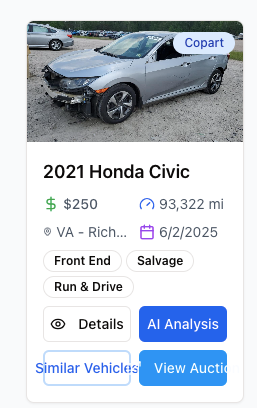 Copart
2021 Honda Civic
$250
93,322 mi
VA - Rich...
6/2/2025
Front End
Salvage
Run & Drive
Details
AI Analysis
Similar Vehicles
View Auctio